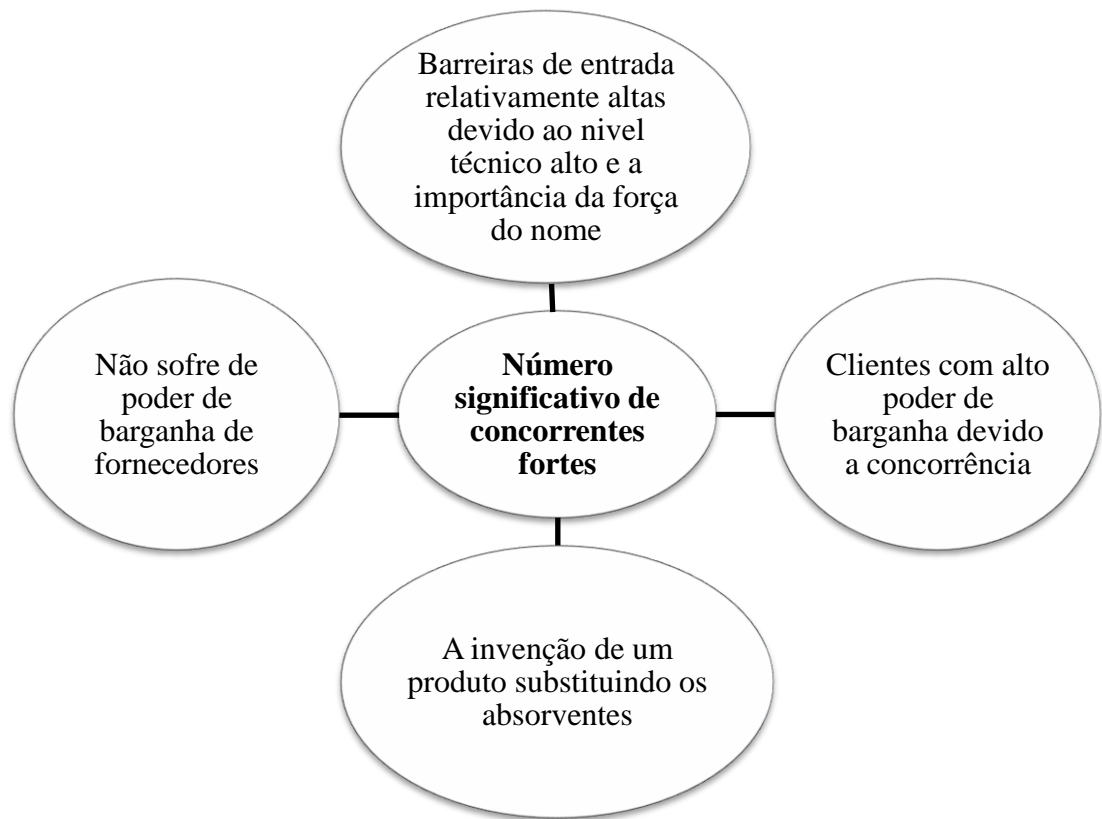 Barreiras de entrada
relativamente altas
devido ao nivel
técnico alto e a
importância da força
do nome
Não sofre de
poder de
barganha de
fornecedores
Número
significativo de
concorrentes
fortes
Clientes com alto
poder de
barganha devido
a concorrência
A invenção de um
produto substituindo os
absorventes